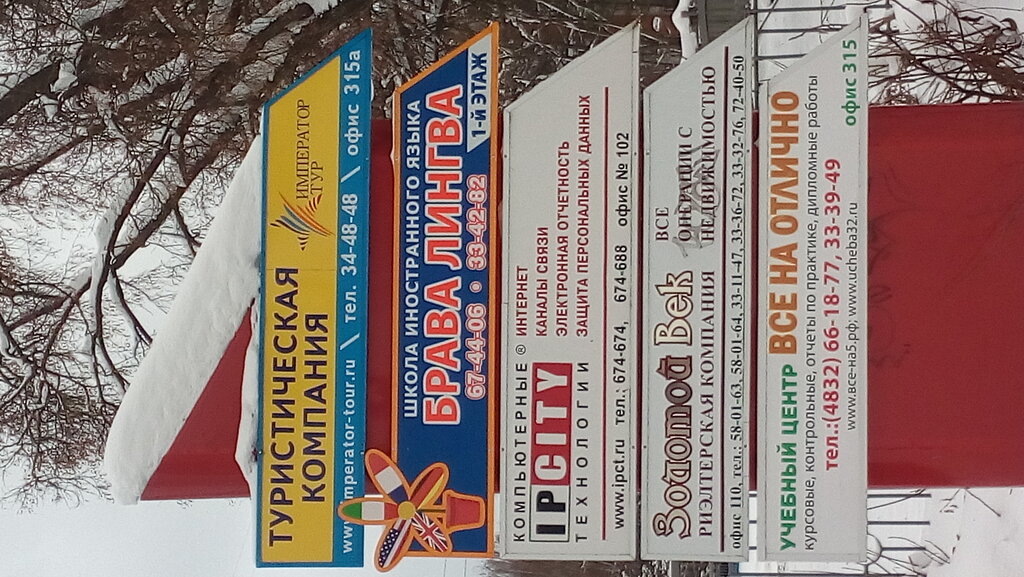 ТУРИСТИЧЕСКАЯ
КОМПАНИЯ
ИМПЕРАТОР
ТУР
www.imperator-tour.ru \ тел. 34-48-48 \ офис 315а
ШКОЛА ИНОСТРАННОГО ЯЗЫКА
БРАВА ЛИНГВА
67-44-06 • 33-42-82
1-Й ЭТАЖ
КОМПЬЮТЕРНЫЕ ®
IPCITY
ТЕХНОЛОГИИ
ИНТЕРНЕТ
КАНАЛЫ СВЯЗИ
ЭЛЕКТРОННАЯ ОТЧЕТНОСТЬ
ЗАЩИТА ПЕРСОНАЛЬНЫХ ДАННЫХ
www.ipct.ru тел.: 674-674, 674-688 офис № 102
Золотой Век
РИЭЛТЕРСКАЯ КОМПАНИЯ
ВСЕ
ОПЕРАЦИИ С
НЕДВИЖИМОСТЬЮ
офис 110, тел.: 58-01-63, 58-01-64, 33-11-47, 33-36-72, 33-32-76, 72-40-50
УЧЕБНЫЙ ЦЕНТР ВСЕ НА ОТЛИЧНО
курсовые, контрольные, отчеты по практике, дипломные работы
тел.:(4832) 66-18-77, 33-39-49
www.все-на5.рф; www.ucheba32.ru
офис 315